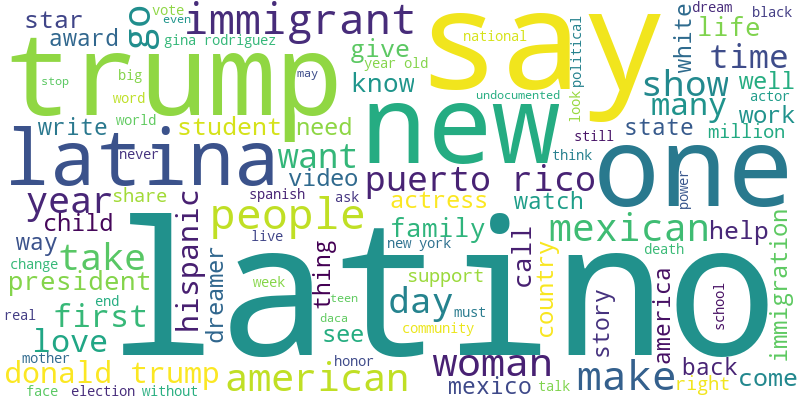 star
award
go
vote
even
gina rodriguez
immigrant
give
year old
know
say
national
political
white
dream
black
life
time
trump
stop
big
word
world
may
new
undocumented
look
show
many
well
actor
work
million
write
student
need
state
still
latina
never
want
video
puerto rico
think
one
power
year
share
child
hispanic
spanish
ask
actress
watch
people
family
mexican
help
way
change
take
president
end
dreamer
live
week
thing
new york
day
support
call
country
death
immigration
real
first
love
mother
latino
teen
daca
see
must
community
story
america
school
donald trump
face
election
without
american
honor
woman
mexico
talk
make
back
right
come